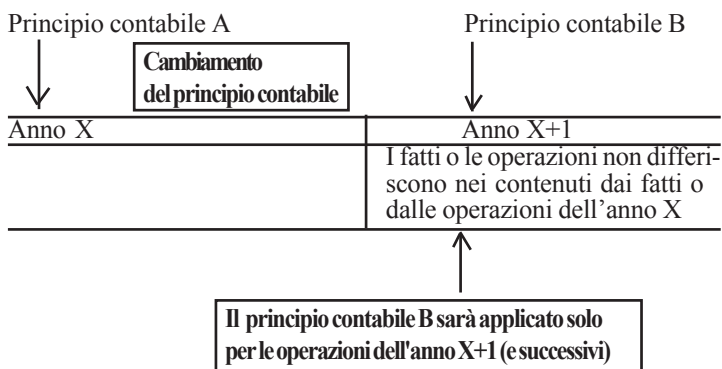 Principio contabile A
Principio contabile B
Cambiamento
del principio contabile
Anno X
Anno X+1
I fatti o le operazioni non differi-
scono nei contenuti dai fatti o
dalle operazioni dell’anno X
Il principio contabile B sarà applicato solo
per le operazioni dell'anno X+1 (e successivi)